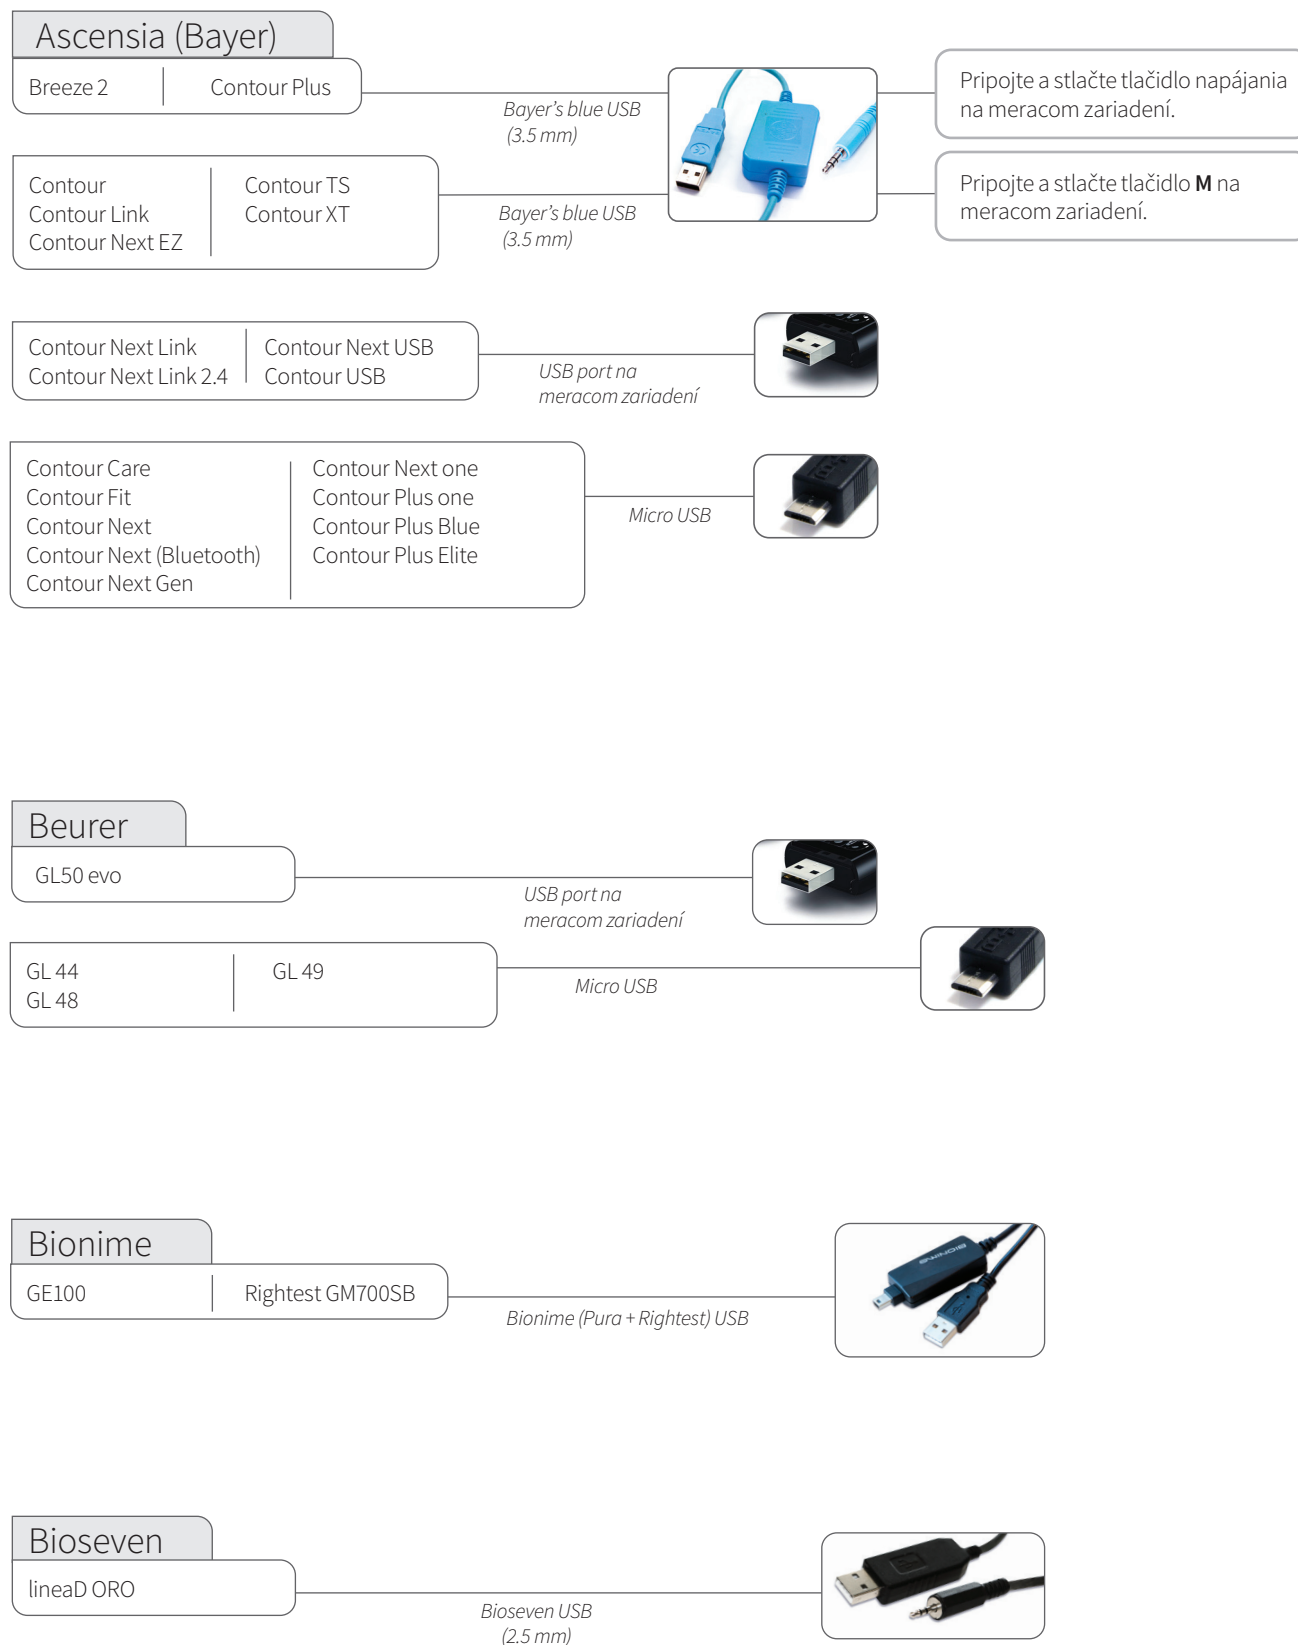 Ascensia (Bayer)
Breeze 2
Contour Plus
Bayer's blue USB
(3.5 mm)
Pripojte a stlačte tlačidlo napájania
na meracom zariadení.
Contour
Contour Link
Contour Next EZ
Contour TS
Contour XT
Bayer's blue USB
(3.5 mm)
Pripojte a stlačte tlačidlo M na
meracom zariadení.
Contour Next Link
Contour Next Link 2.4
Contour Next USB
Contour USB
USB port na
meracom zariadení
Contour Care
Contour Fit
Contour Next
Contour Next (Bluetooth)
Contour Next Gen
Contour Next one
Contour Plus one
Contour Plus Blue
Contour Plus Elite
Micro USB
Beurer
GL50 evo
USB port na
meracom zariadení
GL 44
GL 48
GL 49
Micro USB
Bionime
GE100
Rightest GM700SB
Bionime (Pura + Rightest) USB
BIONIME
Bioseven
lineaD ORO
Bioseven USB
(2.5 mm)